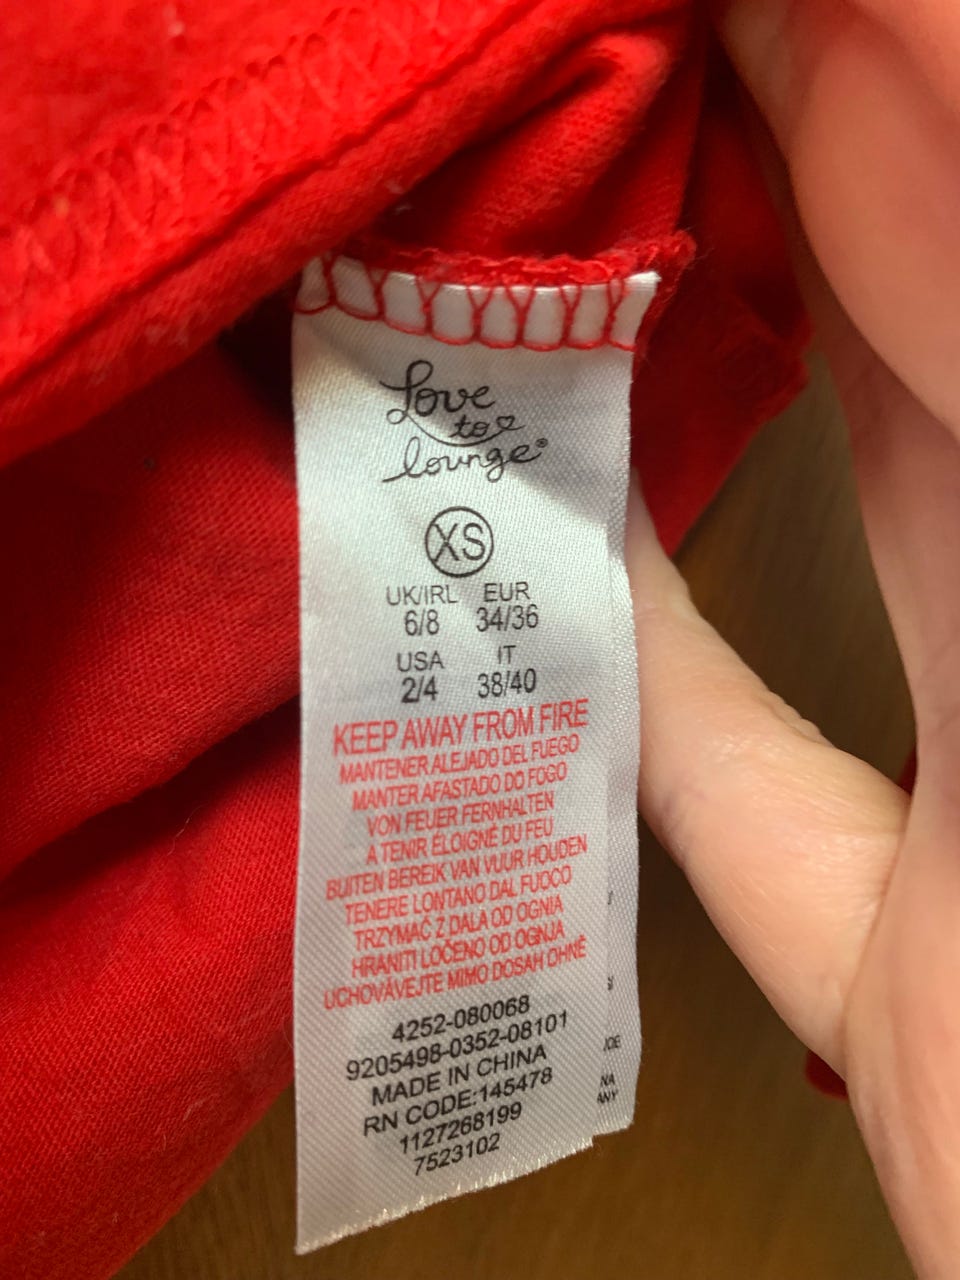 Love
to
lounge®
XS
UK/IRL EUR
6/8 34/36
USA IT
2/4 38/40
KEEP AWAY FROM FIRE
MANTENER ALEJADO DEL FUEGO
MANTER AFASTADO DO FOGO
VON FEUER FERNHALTEN
A TENIR ÉLOIGNÉ DU FEU
BUITEN BEREIK VAN VUUR HOUDEN
TENERE LONTANO DAL FUOCO
TRZYMAĆ Z DALA OD OGNIA
HRANITI LOČENO OD OGNJA
UCHOVÁVEJTE MIMO DOSAH OHNĚ
4252-080068
9205498-0352-08101
MADE IN CHINA
RN CODE:145478
1127268199
7523102